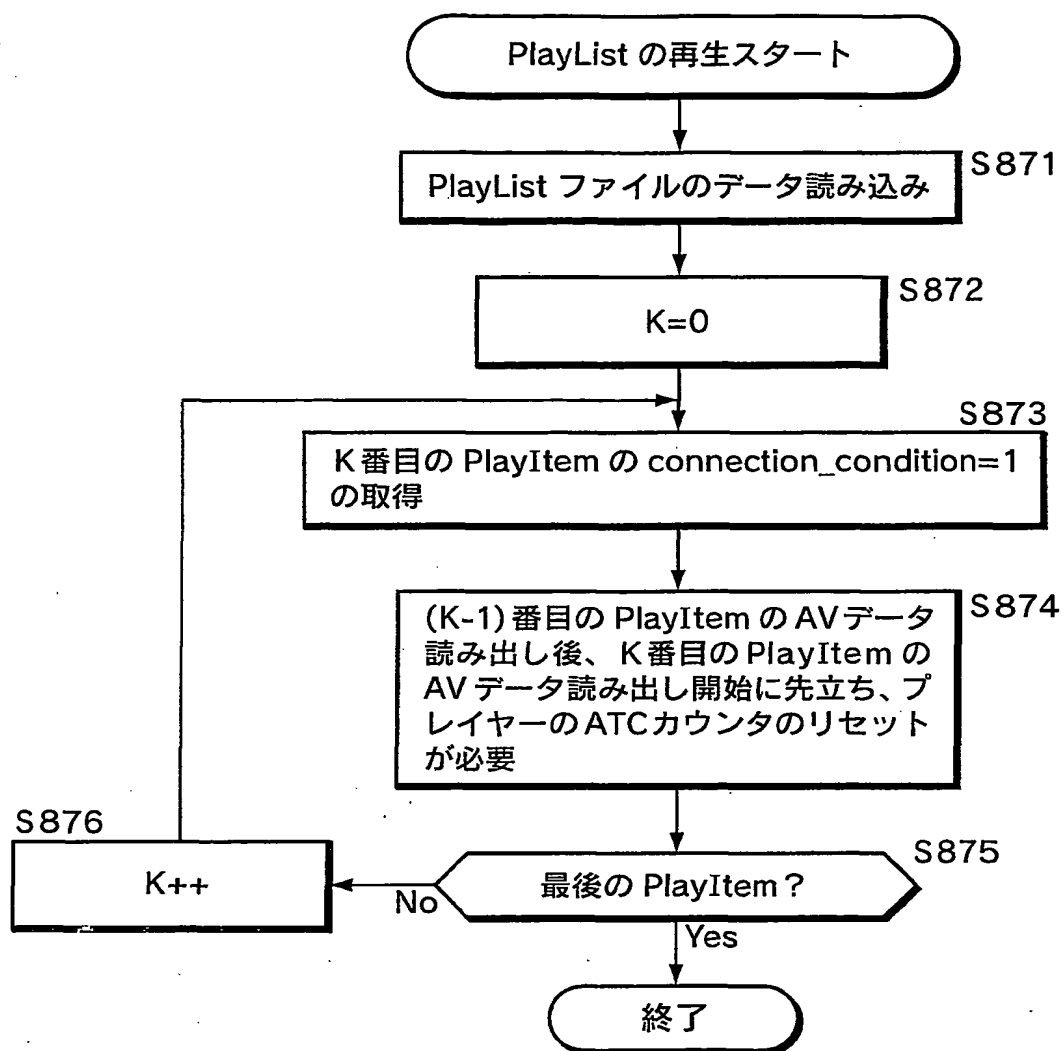 PlayList の再生スタート
S871
PlayList ファイルのデータ読み込み
S872
K=0
S873
K番目の PlayItem の connection_condition=1
の取得
S874
(K-1)番目の PlayItem の AVデータ
読み出し後、K番目の PlayItem の
AVデータ読み出し開始に先立ち、プ
レイヤーの ATCカウンタのリセット
が必要
S875
最後の PlayItem ?
No
S876
K++
Yes
終了